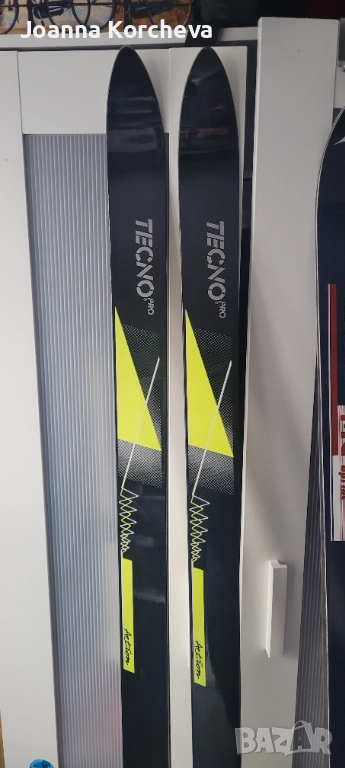 Joanna Korcheva
TECNO PRO
TECNO PRO
Action
Action
BAZAR